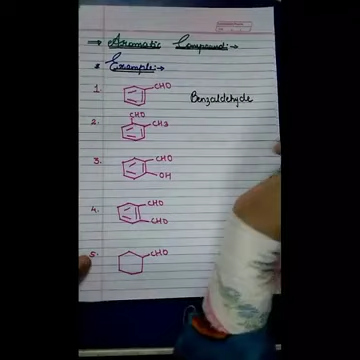 → Aromatic Compound:→
* Example:→
1. CHO Benzaldehyde
2. CHO
CH3
3. CHO
OH
4. CHO
CHO
5. CHO